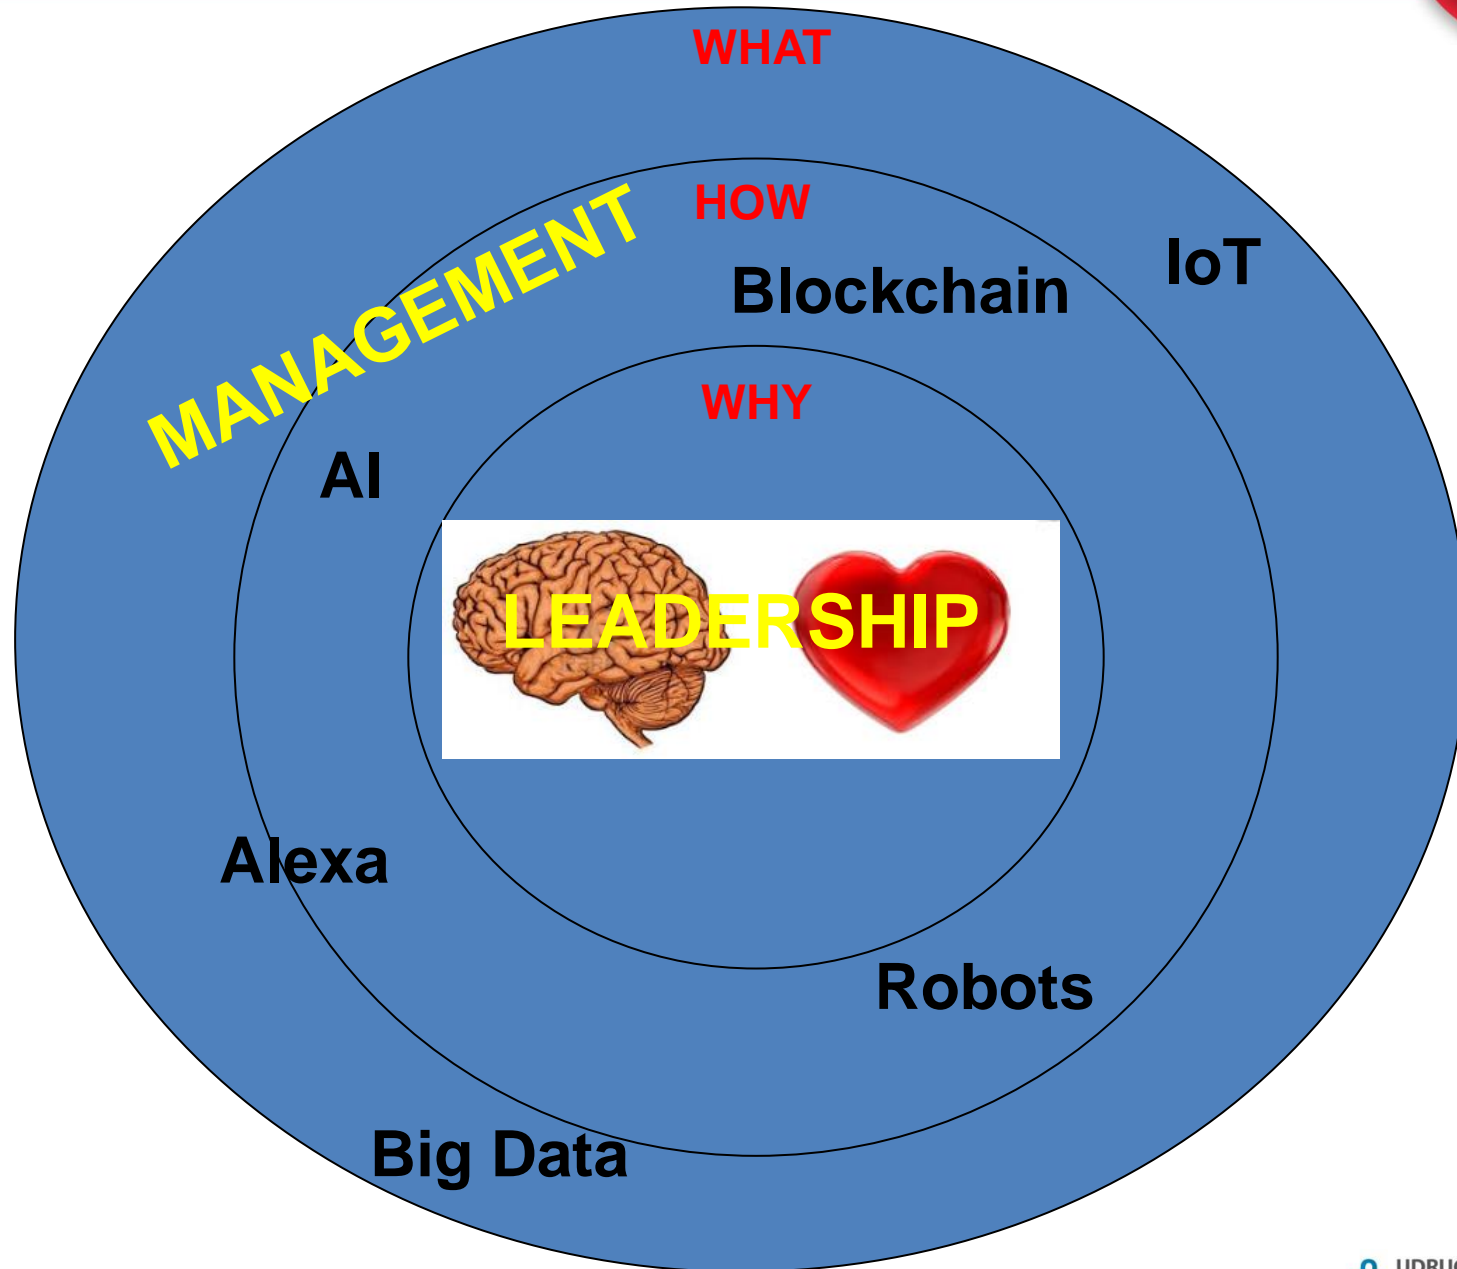 WHAT
HOW
MANAGEMENT
IoT
Blockchain
WHY
AI
LEADERSHIP
Alexa
Robots
Big Data